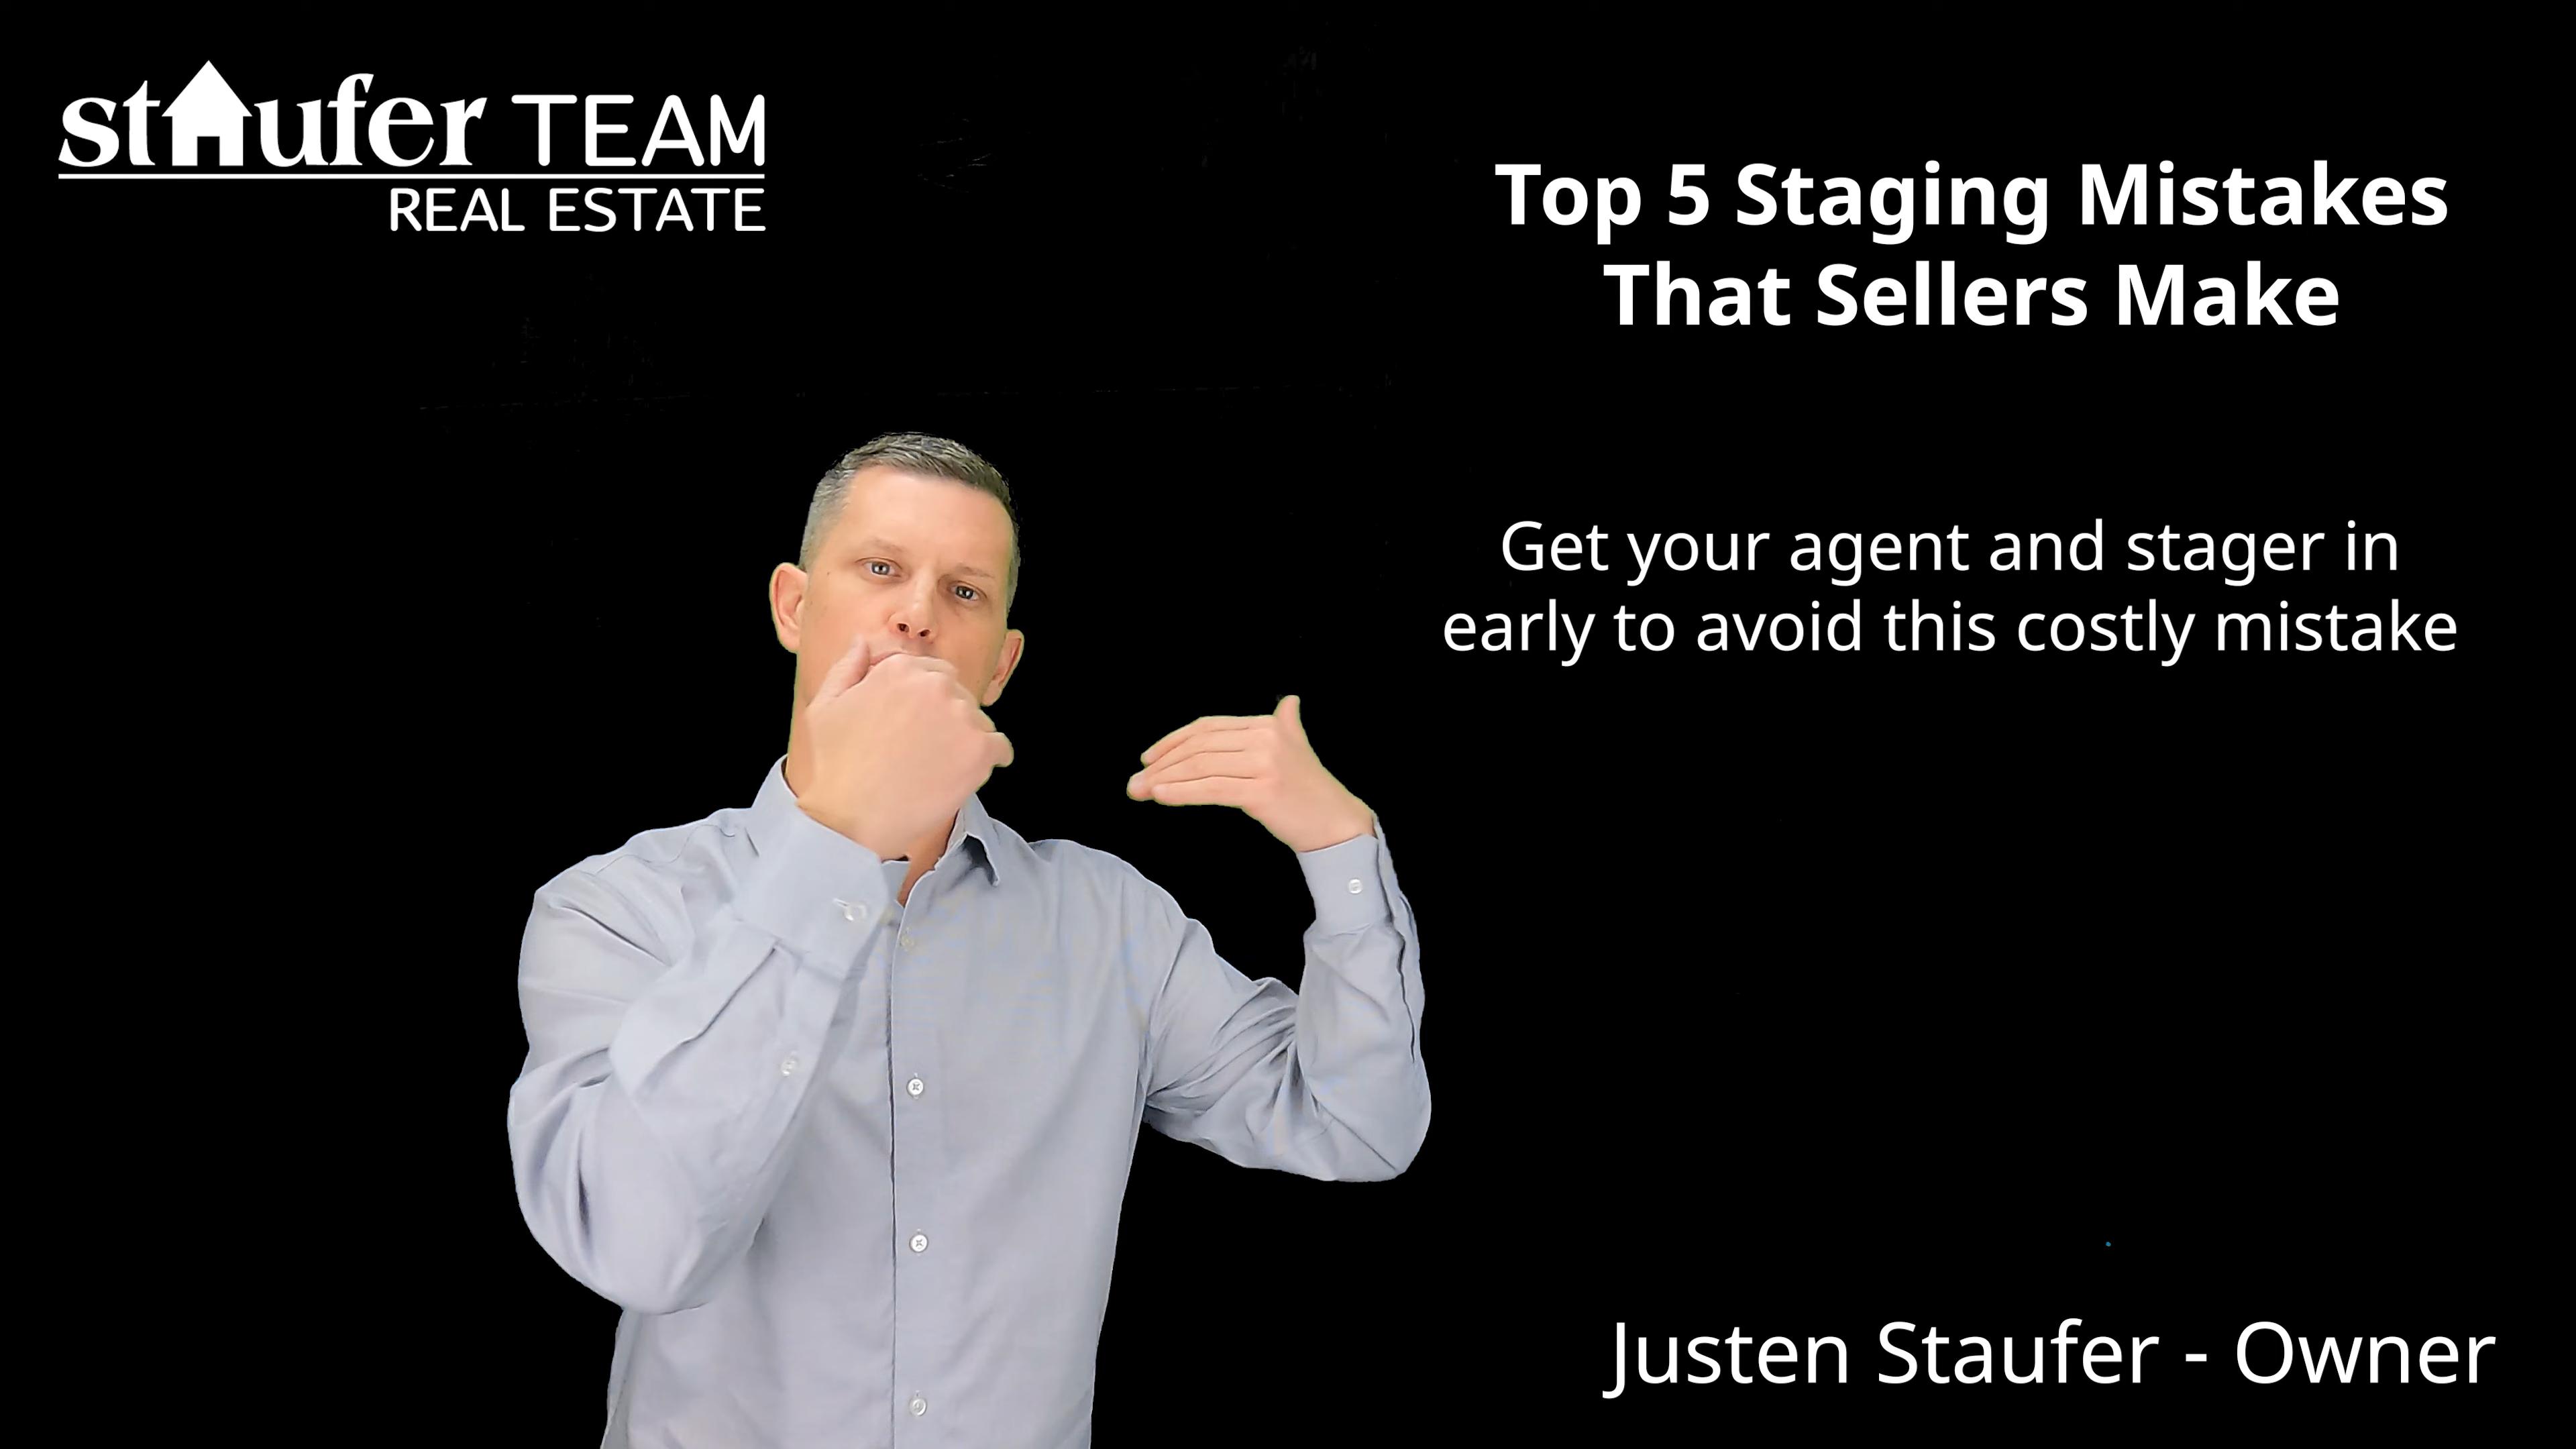 staufer TEAM
REAL ESTATE
Top 5 Staging Mistakes
That Sellers Make
Get your agent and stager in
early to avoid this costly mistake
Justen Staufer - Owner